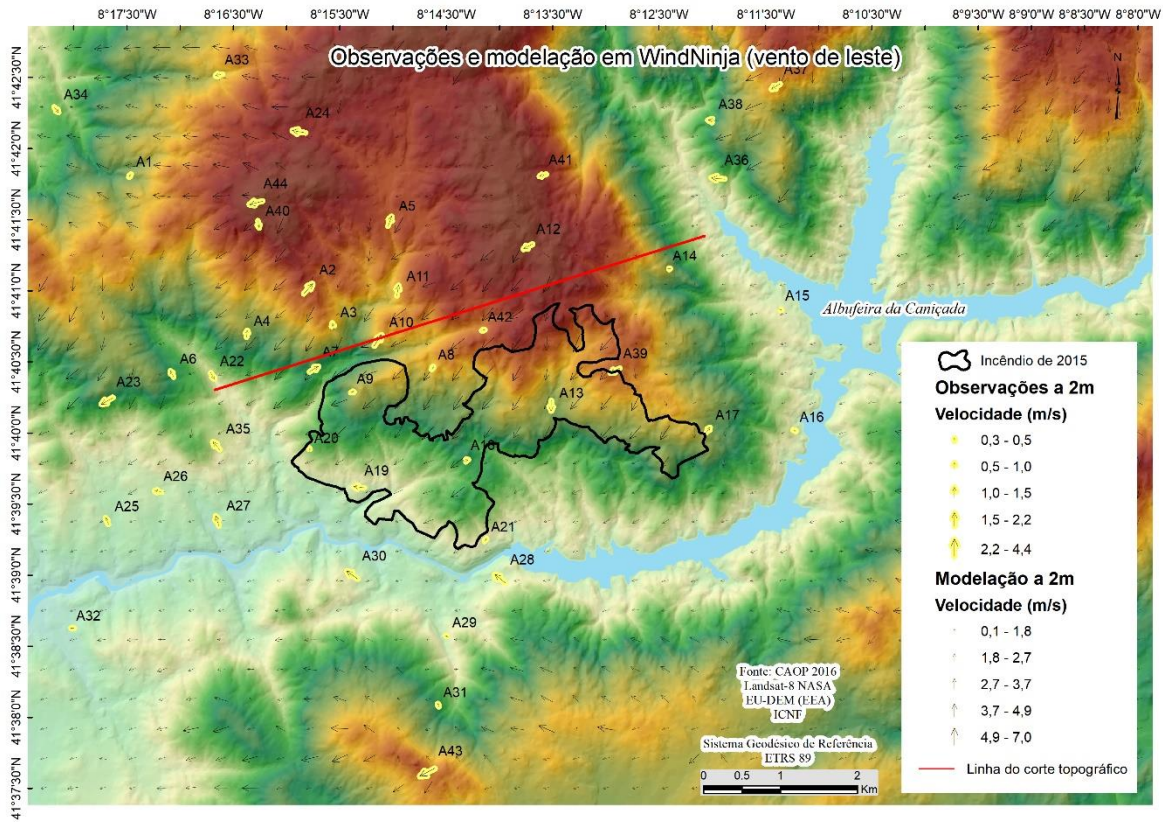 8°17'30"W 8°16'30"W 8°15'30"W 8°14'30"W 8°13'30"W 8°12'30"W 8°11'30"W 8°10'30"W 8°9'30"W 8°9'0"W 8°8'30"W 8°8'0"W
Observações e modelação em WindNinja (vento de leste)
N
41°42'30"N
41°42'0"N
41°41'30"N
41°41'0"N
41°40'30"N
41°40'0"N
41°39'30"N
41°39'0"N
41°38'30"N
41°38'0"N
41°37'30"N
A33
A37
A34
A38
A24
A1
A41
A36
A44
A40
A5
A12
A14
A2
A11
A15
Albufeira da Caniçada
A3
A4
A10
A42
A6
A22
A7
A8
A39
A23
A9
A13
A17
A16
A35
A20
A19
A26
A25
A27
A21
A30
A28
A32
A29
A31
A43
Incêndio de 2015
Observações a 2m
Velocidade (m/s)
0,3 - 0,5
0,5 - 1,0
1,0 - 1,5
1,5 - 2,2
2,2 - 4,4
Modelação a 2m
Velocidade (m/s)
0,1 - 1,8
1,8 - 2,7
2,7 - 3,7
3,7 - 4,9
4,9 - 7,0
Linha do corte topográfico
Fonte: CAOP 2016
Landsat-8 NASA
EU-DEM (EEA)
ICNF
Sistema Geodésico de Referência
ETRS 89
0 0.5 1 2
Km